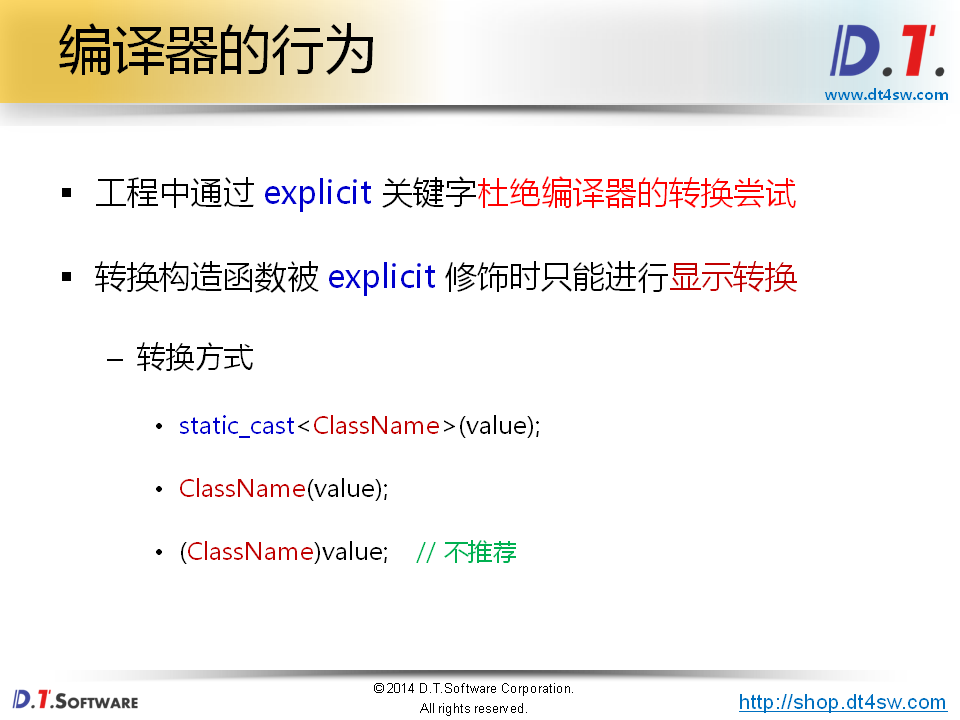 编译器的行为
D.T.
www.dt4sw.com
▪ 工程中通过 explicit 关键字杜绝编译器的转换尝试
▪ 转换构造函数被 explicit 修饰时只能进行显示转换
– 转换方式
• static_cast<ClassName>(value);
• ClassName(value);
• (ClassName)value; // 不推荐
D.T.SOFTWARE
©2014 D.T.Software Corporation.
All rights reserved.
http://shop.dt4sw.com